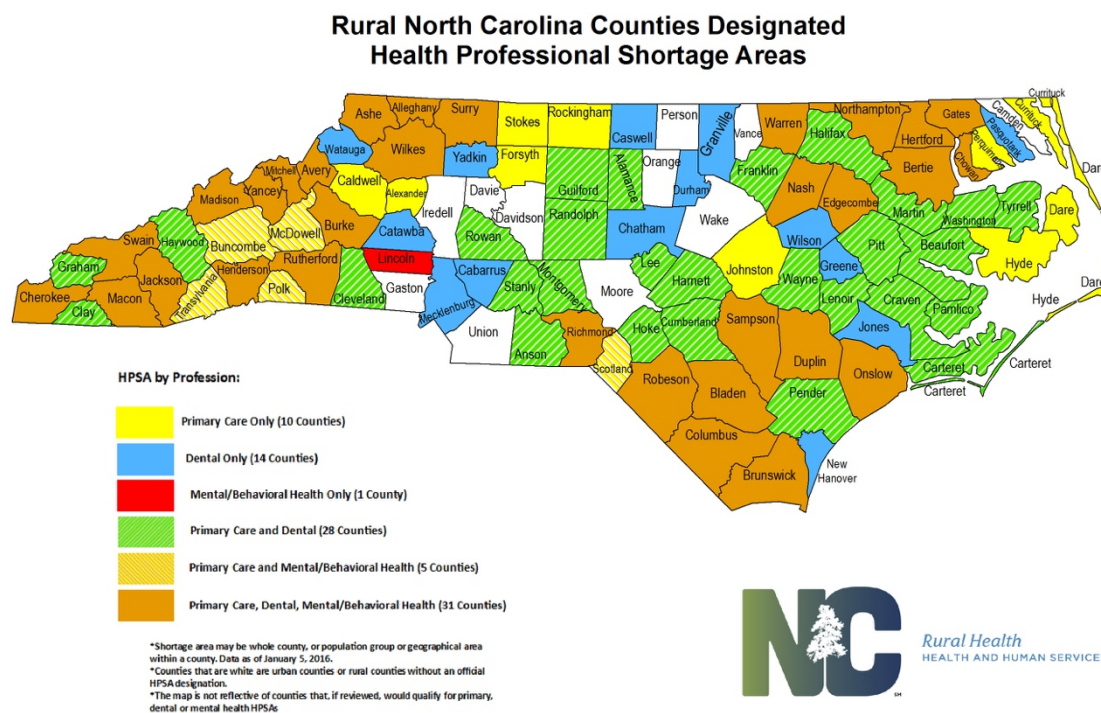 Rural North Carolina Counties Designated
Health Professional Shortage Areas
Currituck
Ashe
Alleghany
Surry
Stokes
Rockingham
Caswell
Person
Granville
Vance
Warren
Northampton
Gates
Camden
Currituck
Pasquotank
Perquimans
Hertford
Halifax
Watauga
Wilkes
Yadkin
Forsyth
Guilford
Alamance
Orange
Durham
Franklin
Bertie
Chowan
Dare
Mitchell
Avery
Yancey
Madison
Caldwell
Alexander
Iredell
Davie
Davidson
Randolph
Chatham
Wake
Nash
Edgecombe
Martin
Washington
Tyrrell
Dare
Burke
McDowell
Buncombe
Haywood
Swain
Graham
Catawba
Rowan
Wilson
Pitt
Beaufort
Hyde
Lincoln
Rutherford
Henderson
Jackson
Cherokee
Macon
Clay
Transylvania
Polk
Cleveland
Gaston
Mecklenburg
Cabarrus
Stanly
Montgomery
Moore
Lee
Harnett
Johnston
Wayne
Greene
Lenoir
Craven
Pamlico
Hyde
Dare
Union
Anson
Richmond
Scotland
Hoke
Cumberland
Sampson
Duplin
Jones
Onslow
Carteret
Carteret
Carteret
Robeson
Bladen
Pender
Columbus
Brunswick
New
Hanover
HPSA by Profession:
Primary Care Only (10 Counties)
Dental Only (14 Counties)
Mental/Behavioral Health Only (1 County)
Primary Care and Dental (28 Counties)
Primary Care and Mental/Behavioral Health (5 Counties)
Primary Care, Dental, Mental/Behavioral Health (31 Counties)
*Shortage area may be whole county, or population group or geographical area
within a county. Data as of January 5, 2016.
*Counties that are white are urban counties or rural counties without an official
HPSA designation.
*The map is not reflective of counties that, if reviewed, would qualify for primary,
dental or mental health HPSAs
NC
SM
Rural Health
HEALTH AND HUMAN SERVICE